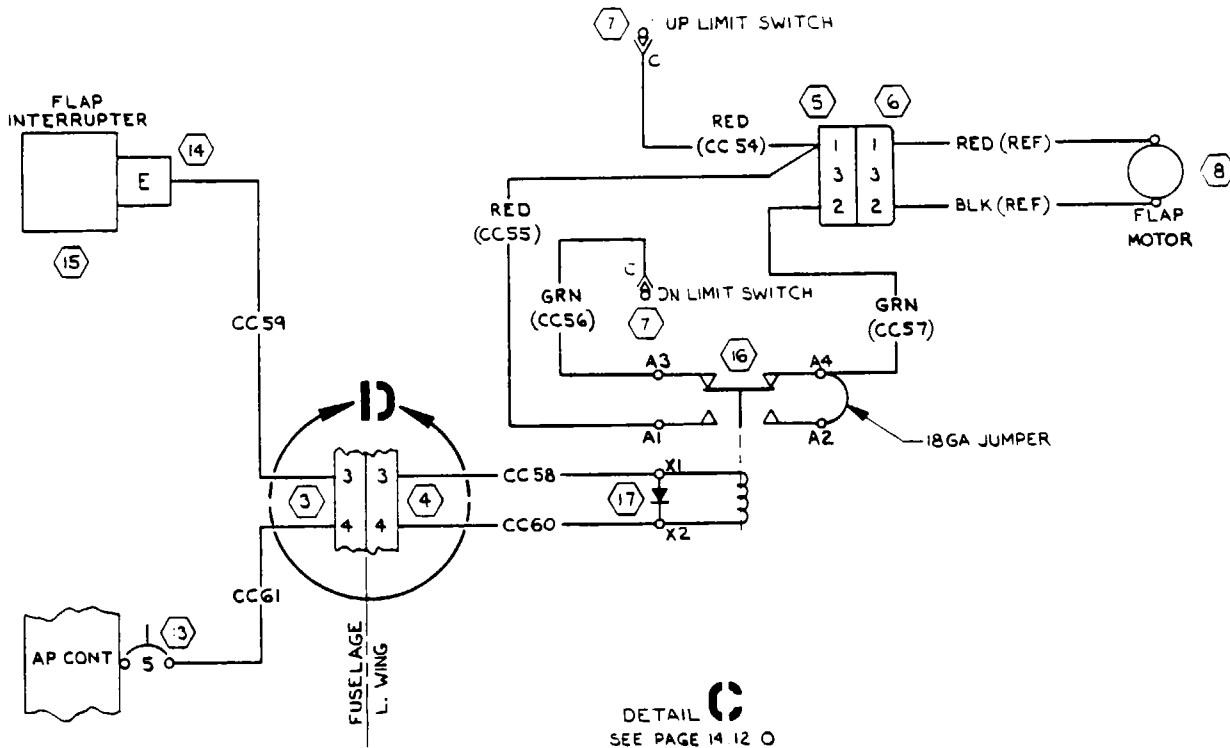 7
UP LIMIT SWITCH
C
FLAP
INTERRUPTER
14
E
15
5
6
RED
(CC54)
1 1
3 3
2 2
RED (REF)
BLK (REF)
8
FLAP
MOTOR
RED
(CC55)
C
DN LIMIT SWITCH
7
GRN
(CC56)
GRN
(CC57)
CC59
16
A3
A4
A1
A2
18GA JUMPER
D
3
3 3
4 4
4
CC58
CC60
X1
X2
17
CC61
AP CONT
5
13
FUSELAGE
L. WING
DETAIL C
SEE PAGE 14.12.0